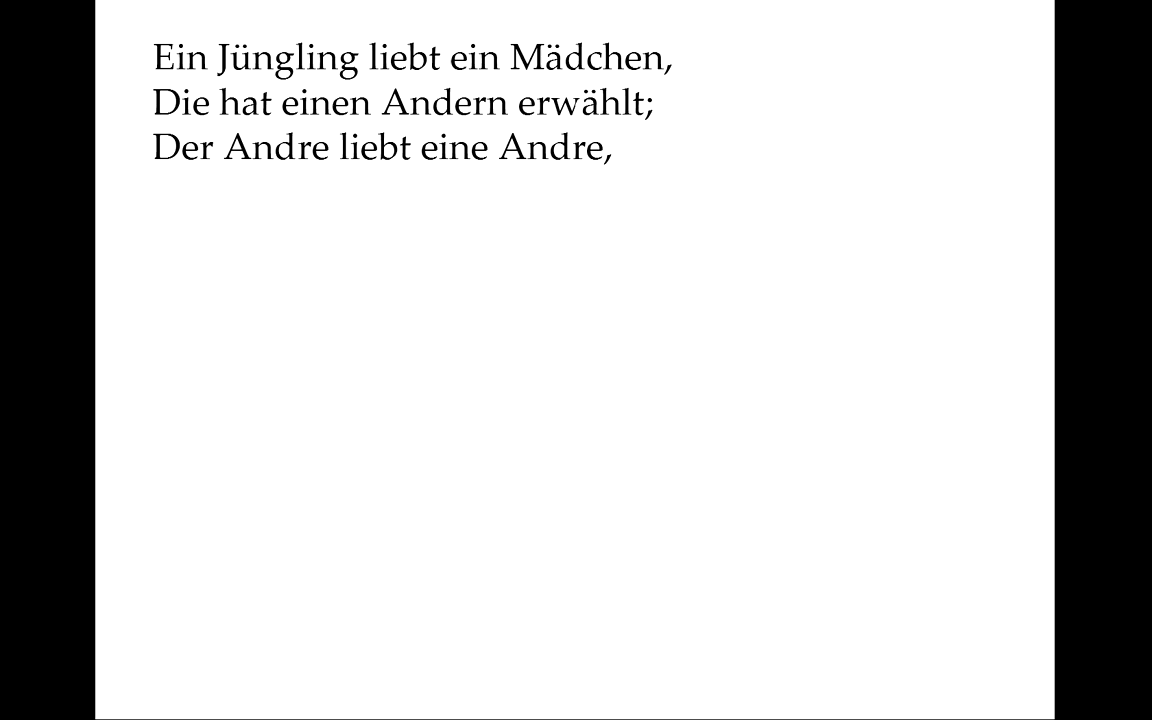 Ein Jüngling liebt ein Mädchen,
Die hat einen Andern erwählt;
Der Andre liebt eine Andre,